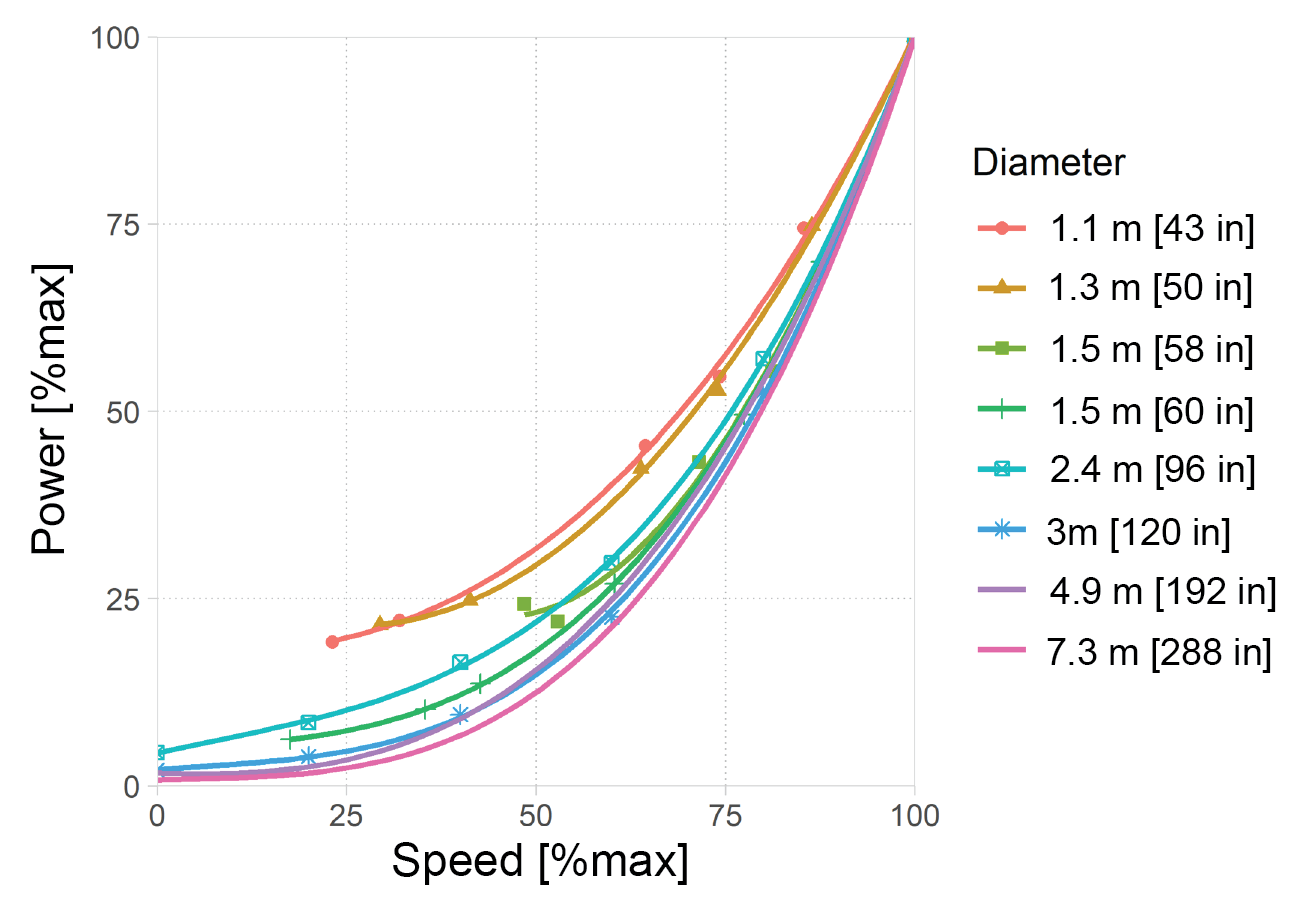 100
75
50
25
0
0 25 50 75 100
Power [%max]
Speed [%max]
Diameter
1.1 m [43 in]
1.3 m [50 in]
1.5 m [58 in]
1.5 m [60 in]
2.4 m [96 in]
3m [120 in]
4.9 m [192 in]
7.3 m [288 in]